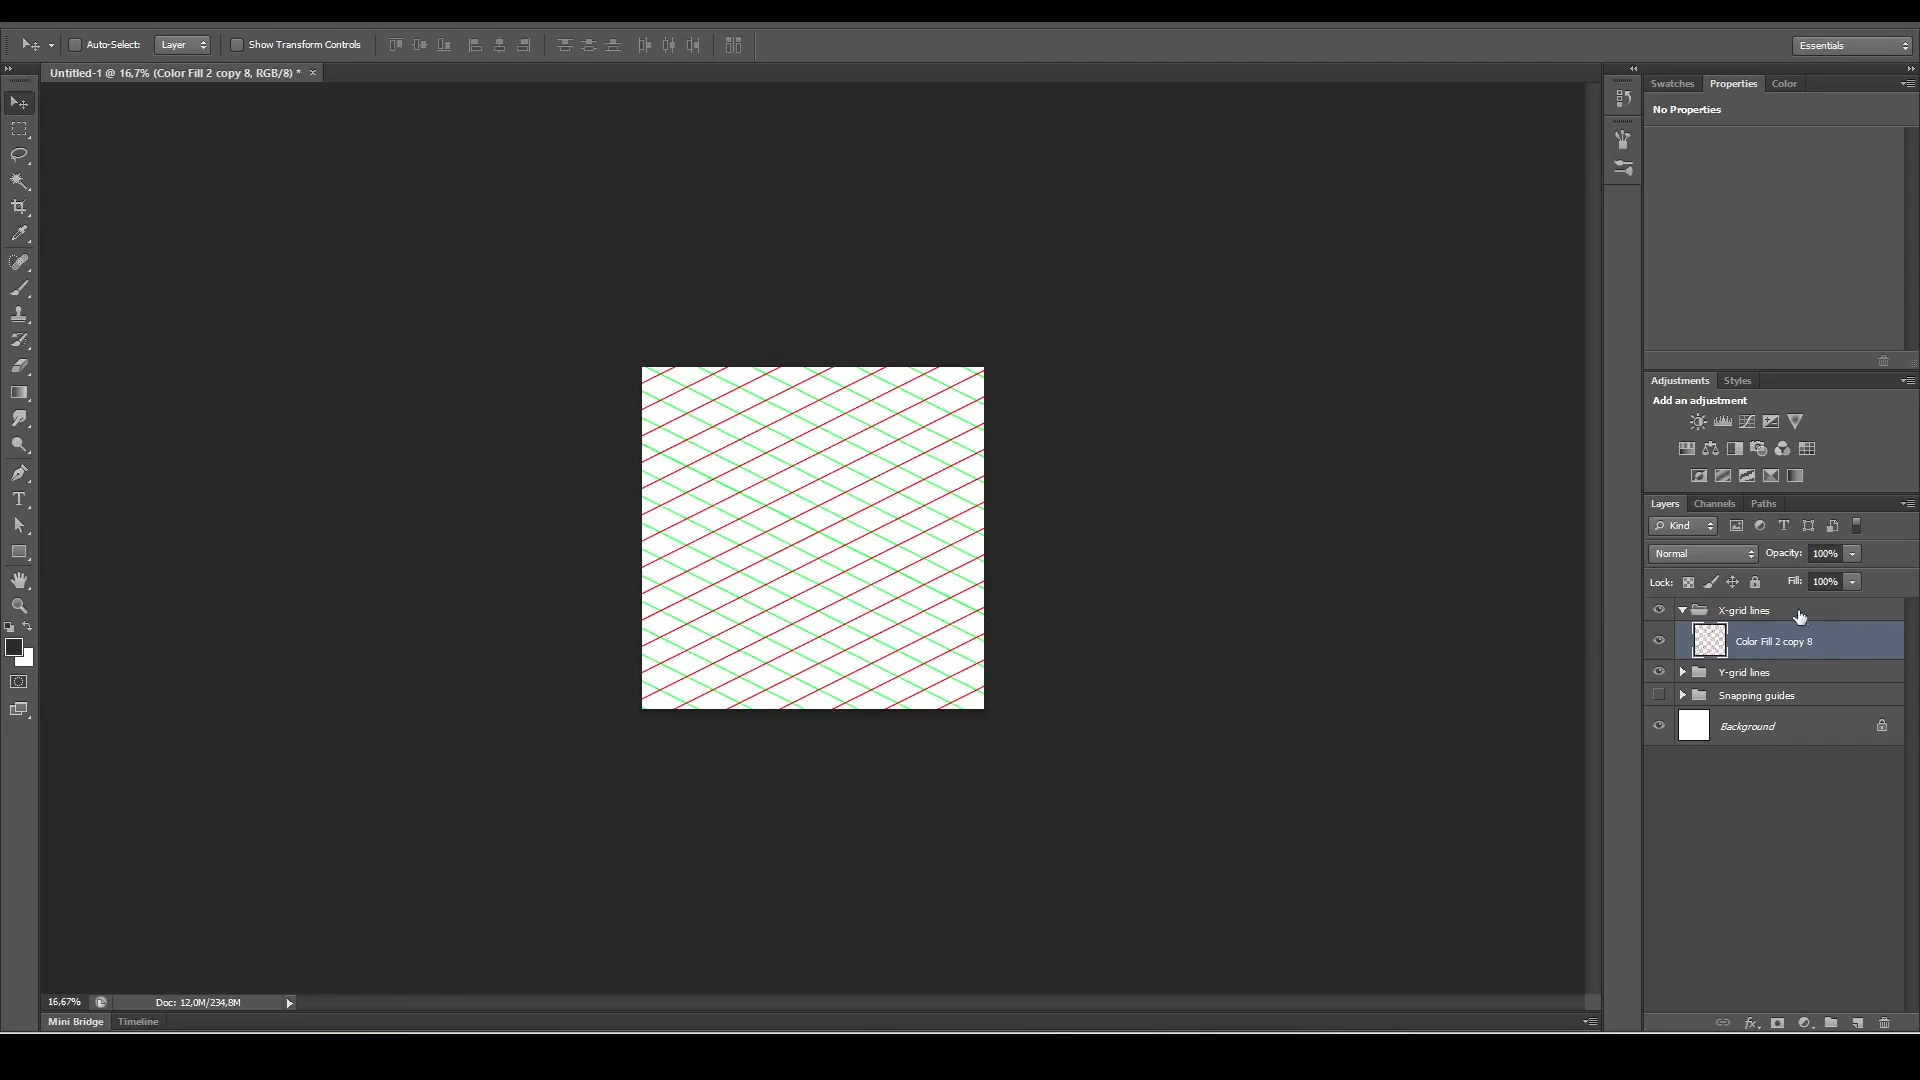 Auto-Select: Layer Show Transform Controls Essentials
Untitled-1 @ 16,7% (Color Fill 2 copy 8, RGB/8) * ×
Swatches Properties Color
No Properties
Adjustments Styles
Add an adjustment
Layers Channels Paths
Kind
Normal Opacity: 100%
Lock: Fill: 100%
X-grid lines
Color Fill 2 copy 8
Y-grid lines
Snapping guides
Background
16,67% Doc: 12,0M/234,8M
Mini Bridge Timeline